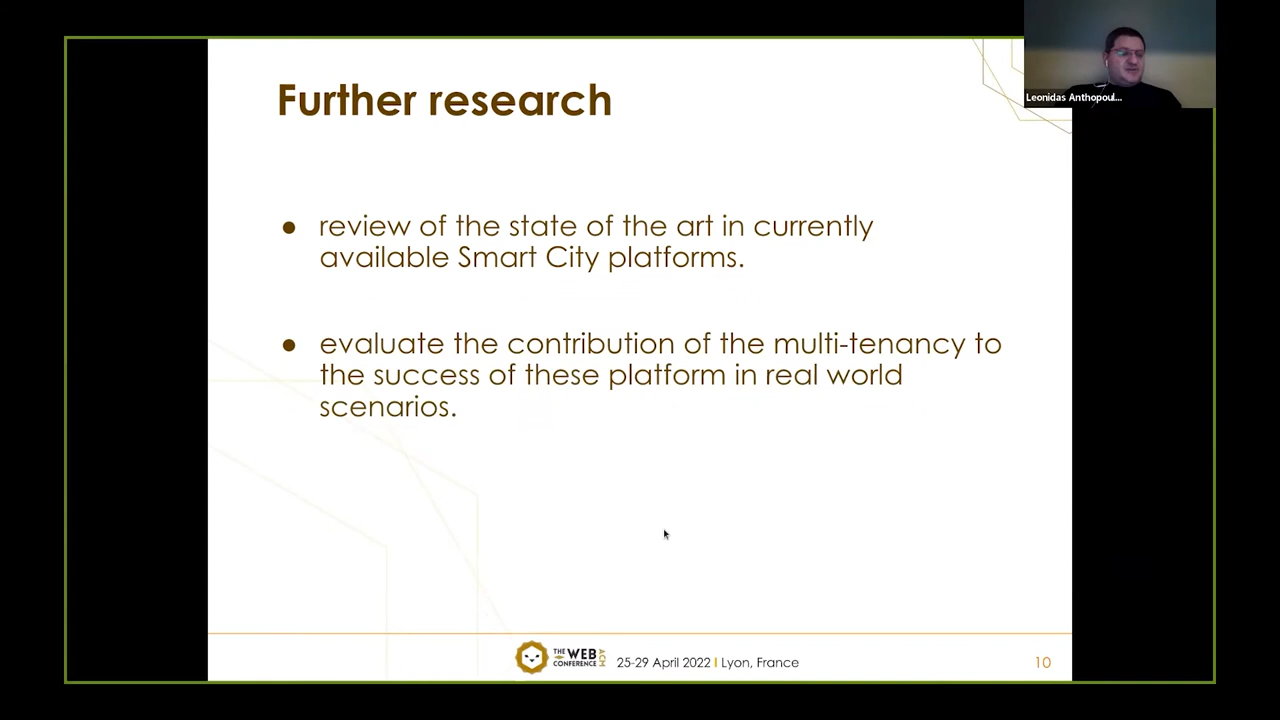 Further research
Leonidas Anthopoul...
● review of the state of the art in currently
available Smart City platforms.
● evaluate the contribution of the multi-tenancy to
the success of these platform in real world
scenarios.
THE WEB CONFERENCE ACM
25-29 April 2022 I Lyon, France
10